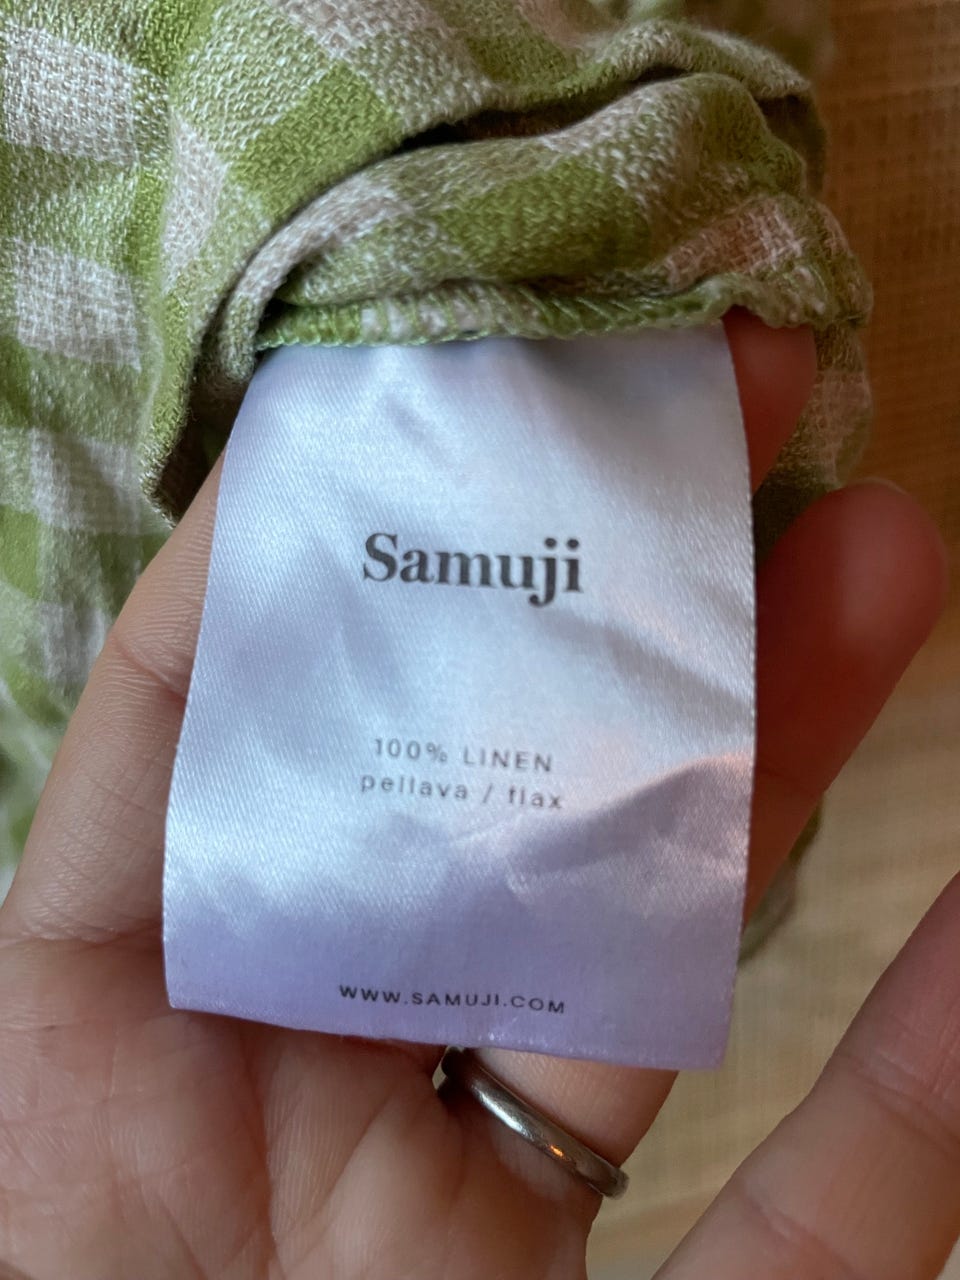 Samuji
100% LINEN
pellava / flax
WWW.SAMUJI.COM